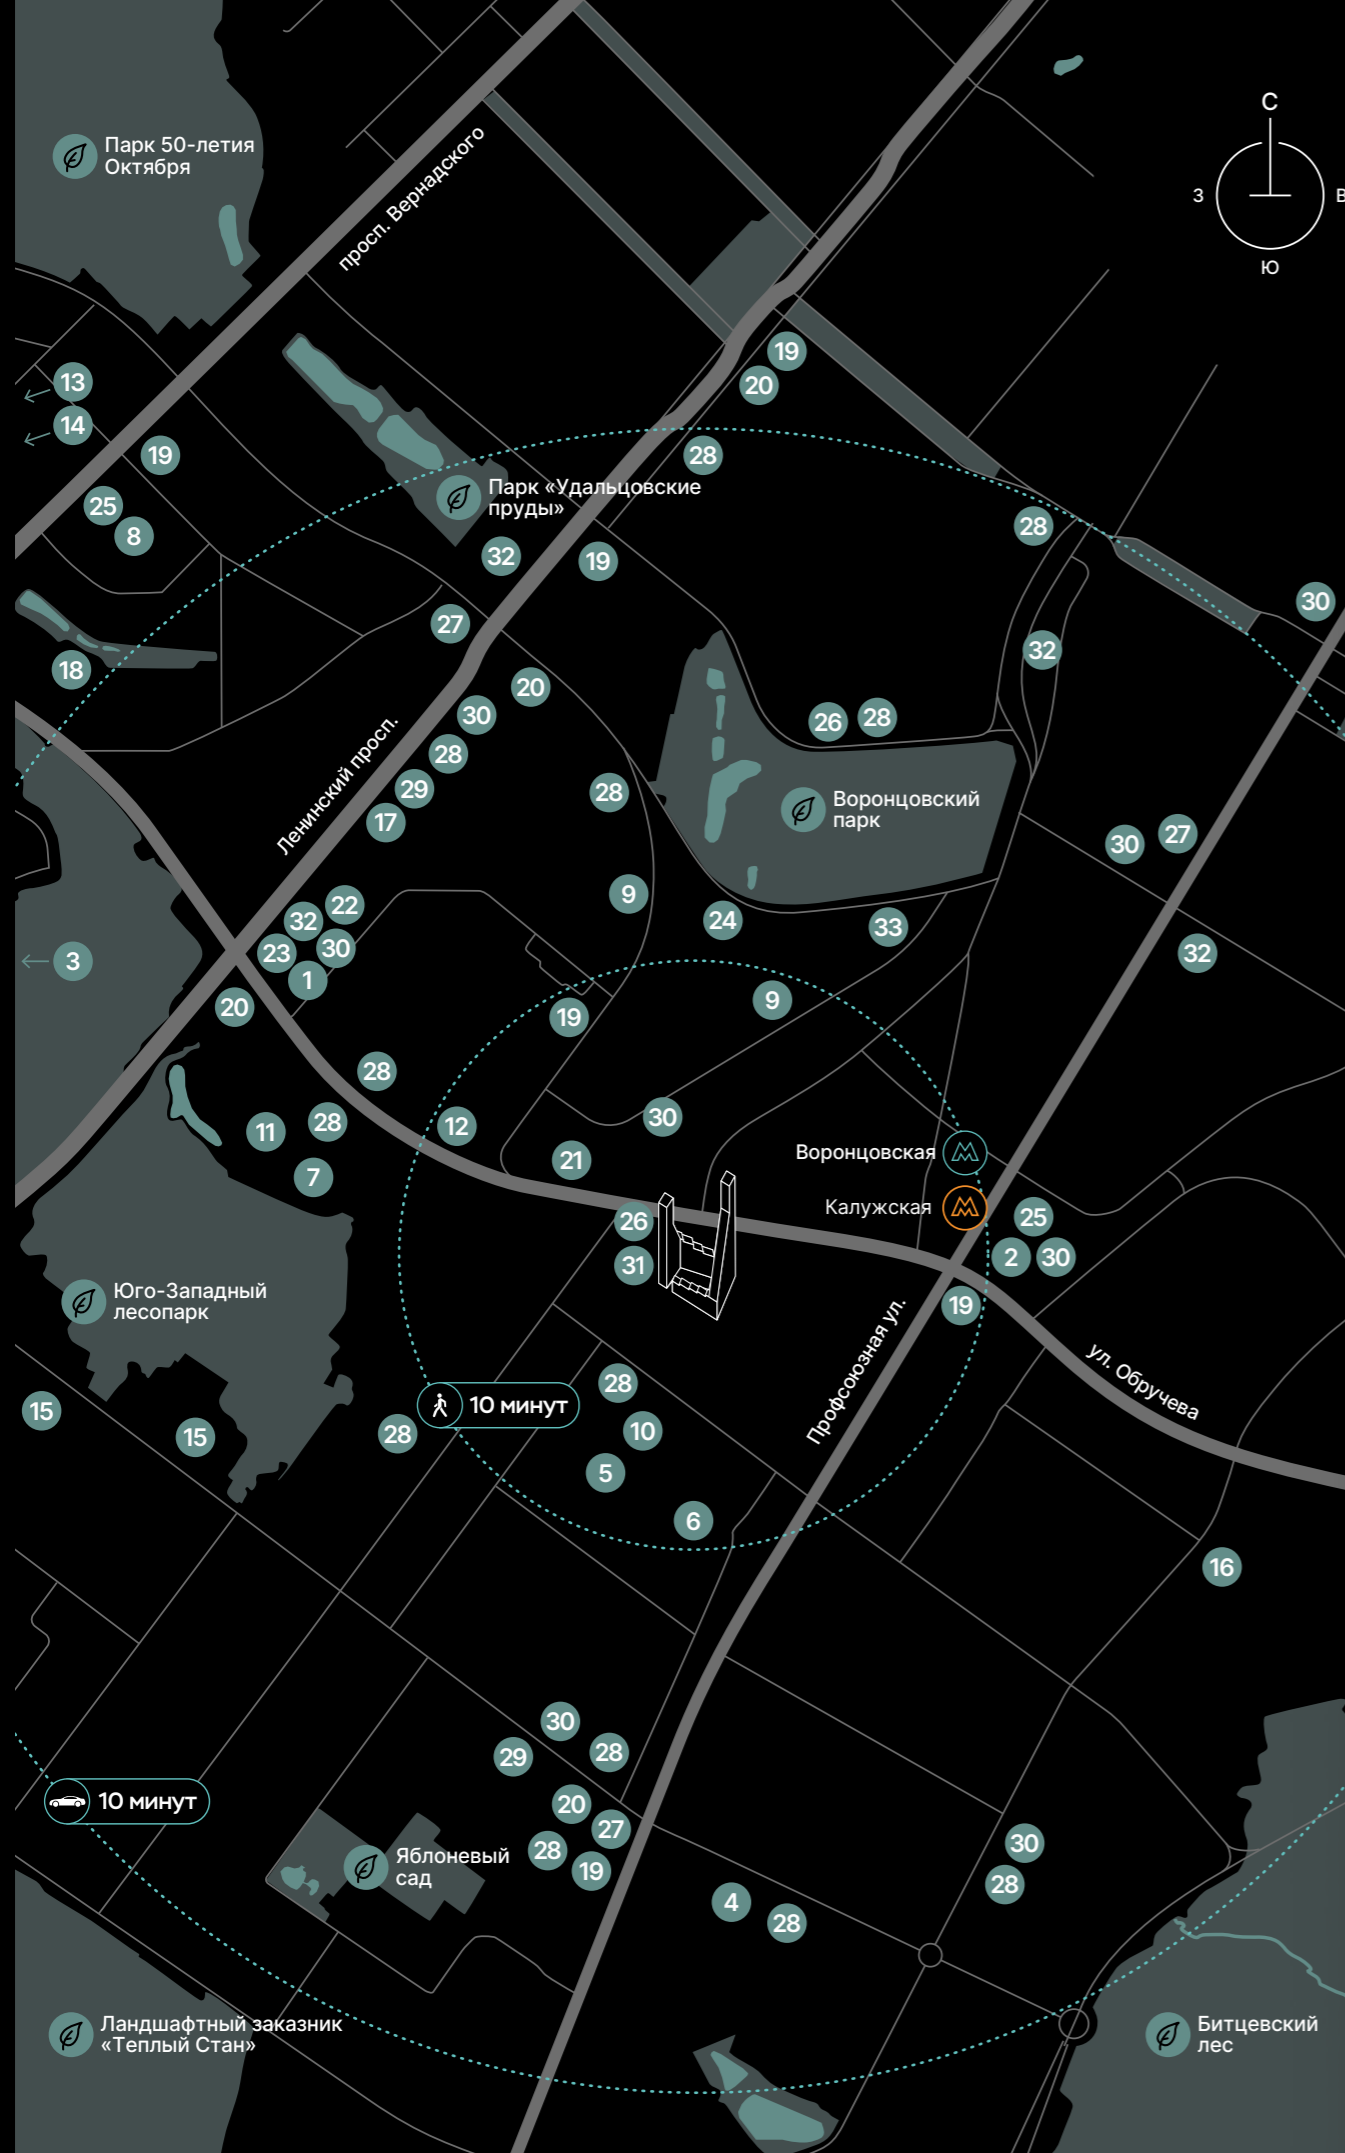 С
Парк 50-летия
Октября
просп. Вернадского
З
В
Ю
19
13
20
14
19
28
Парк «Удальцовские
пруды»
25
28
8
32
19
30
27
32
18
20
30
26
28
28
Ленинский просп.
29
28
Воронцовский
парк
17
30
27
9
22
32
24
33
23
30
32
3
1
9
20
19
28
30
28
12
11
Воронцовская
21
7
Калужская
25
26
2
30
31
Юго-Западный
лесопарк
19
Профсоюзная ул.
ул. Обручева
28
10 минут
15
10
28
15
5
6
16
30
28
29
10 минут
20
27
30
28
Яблоневый
сад
19
28
4
28
Ландшафтный заказник
«Теплый Стан»
Битцевский
лес